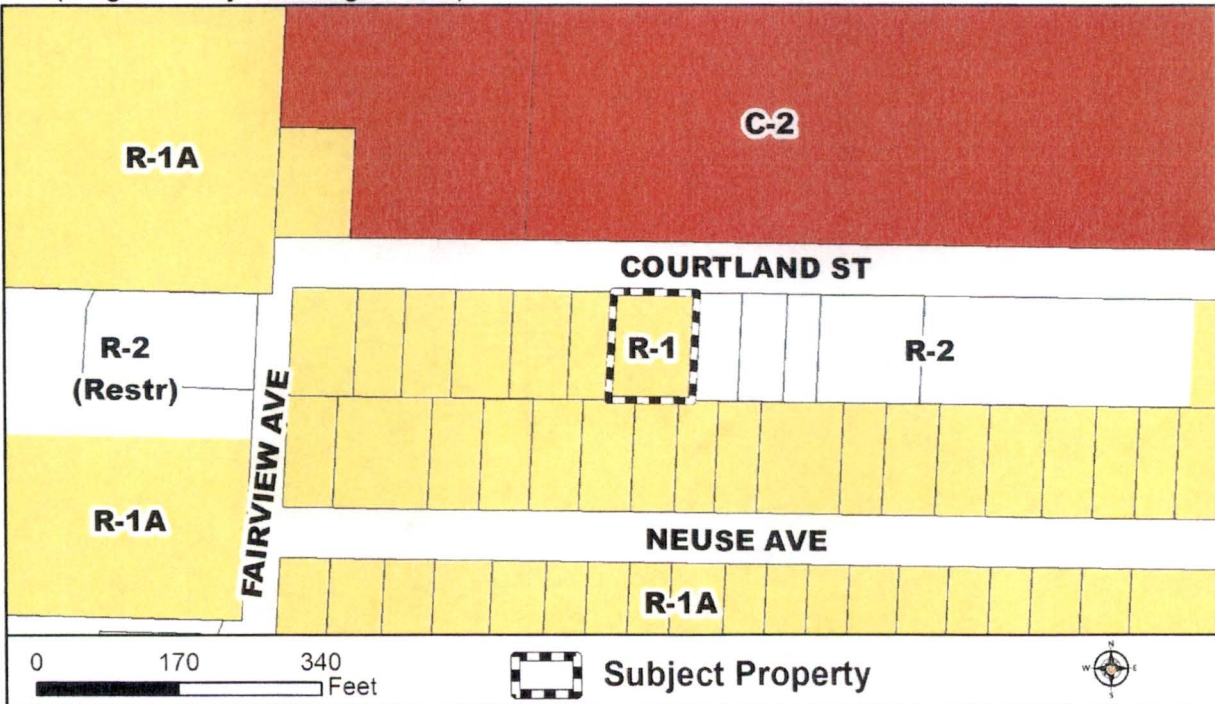 C-2
R-1A
COURTLAND ST
R-2
(Restr)
R-1
R-2
FAIRVIEW AVE
R-1A
NEUSE AVE
R-1A
0 170 340
Feet
Subject Property
N
W E
S